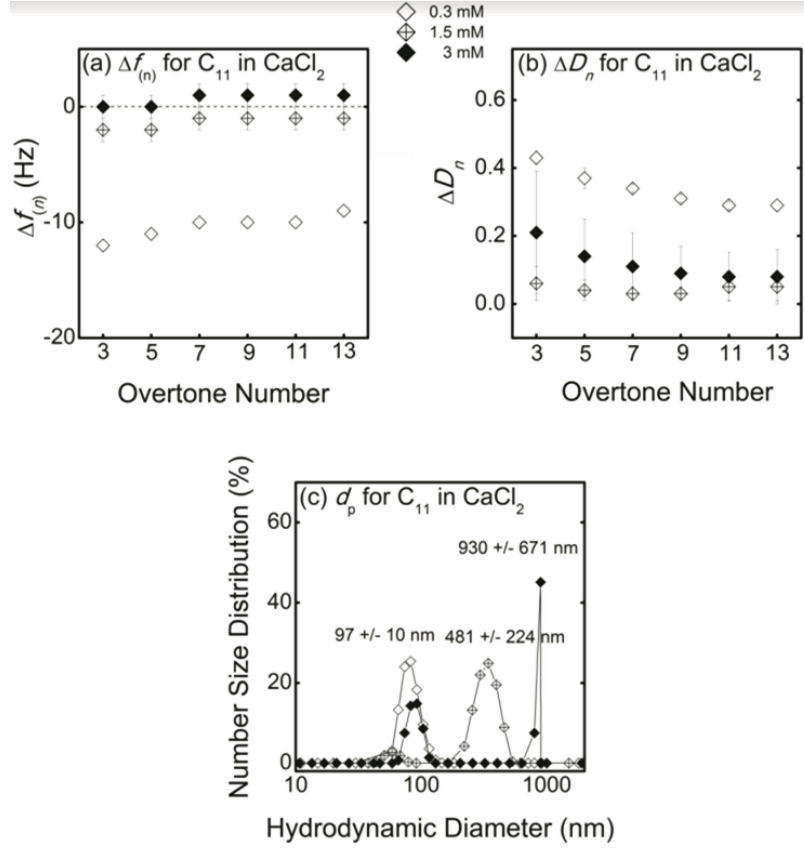 0.3 mM
1.5 mM
3 mM
(a) Δf(n) for C11 in CaCl2
0
-10
-20
3 5 7 9 11 13
Δf(n) (Hz)
Overtone Number
(b) ΔDn for C11 in CaCl2
0.6
0.4
0.2
0.0
3 5 7 9 11 13
ΔDn
Overtone Number
(c) dp for C11 in CaCl2
60
40
20
0
930 +/- 671 nm
97 +/- 10 nm
481 +/- 224 nm
10 100 1000
Number Size Distribution (%)
Hydrodynamic Diameter (nm)